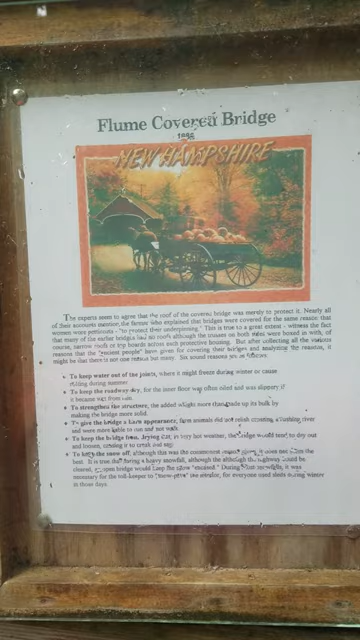 Flume Covered Bridge
1886
NEW HAMPSHIRE
The experts seem to agree that the roof of the covered bridge was merely to protect it. Nearly all
of their accounts mention the farmer who explained that bridges were covered for the same reason that
women wore petticoats - "to protect their underpinning." This is true to a great extent - witness the fact
that many of the earlier bridges had no roofs although the trusses on both sides were boxed in with, of
course, narrow roofs or top boards across each protective housing. But after collecting all the various
reasons that the "ancient people" have given for covering their bridges and analyzing the reasons, it
might be that there is not one reason but many. Six sound reasons are as follows:
To keep water out of the joints, where it might freeze during winter or cause
rotting during summer.
To keep the roadway dry, for the inner floor was often oiled and was slippery if
it became wet from rain.
To strengthen the structure, the added weight more than made up its bulk by
making the bridge more solid.
To give the bridge a barn appearance, farm animals did not relish crossing a rushing river
and were more liable to run and not walk.
To keep the bridge from drying out, in very hot weather, the bridge would tend to dry out
and loosen, causing it to creak and sag.
To keep the snow off, although this was the commonest reason given, it does not the
best. It is true that during a heavy snowfall, although the although the highway could be
cleared, open bridge would keep the snow During snowfalls, it was
necessary for the toll-keeper to "snow-pave" the interior, for everyone used sleds during winter
in those days.